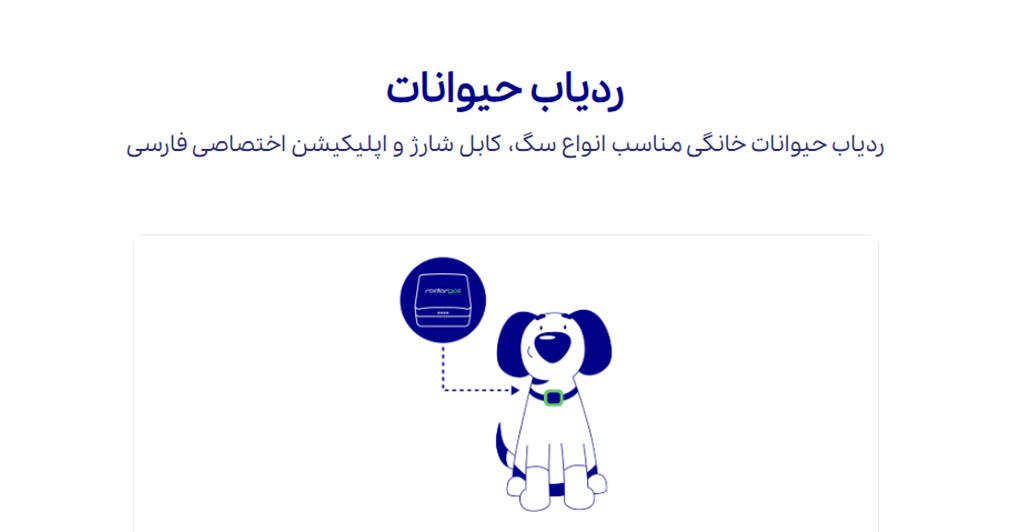 ردیاب حیوانات
ردیاب حیوانات خانگی مناسب انواع سگ، کابل شارژ و اپلیکیشن اختصاصی فارسی
radargps